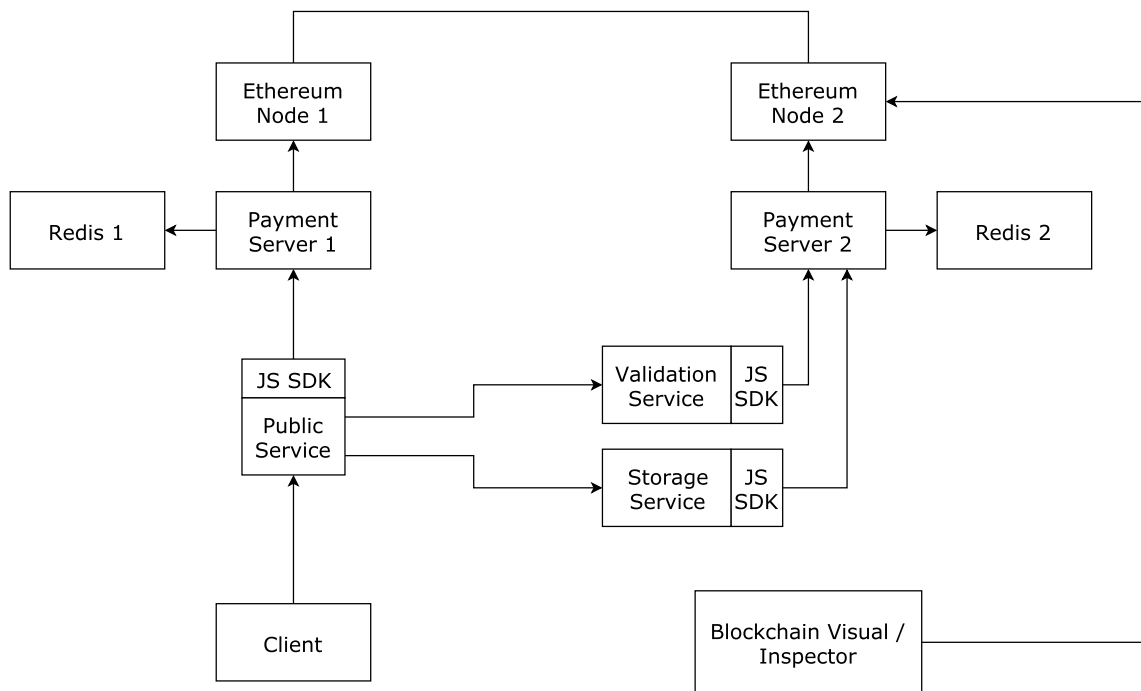 Ethereum
Node 1
Ethereum
Node 2
Redis 1
Payment
Server 1
Payment
Server 2
Redis 2
JS SDK
Public
Service
Validation
Service
JS
SDK
Storage
Service
JS
SDK
Client
Blockchain Visual /
Inspector